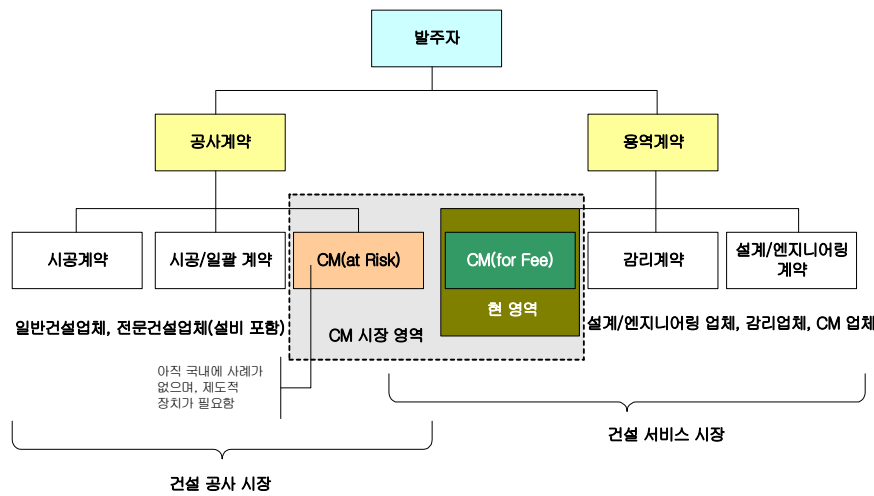 발주자
공사계약
용역계약
시공계약
시공/일괄 계약
CM(at Risk)
CM(for Fee)
감리계약
설계/엔지니어링
계약
현 영역
일반건설업체, 전문건설업체(설비 포함)
CM 시장 영역
설계/엔지니어링 업체, 감리업체, CM 업체
아직 국내에 사례가
없으며, 제도적
장치가 필요함
건설 서비스 시장
건설 공사 시장